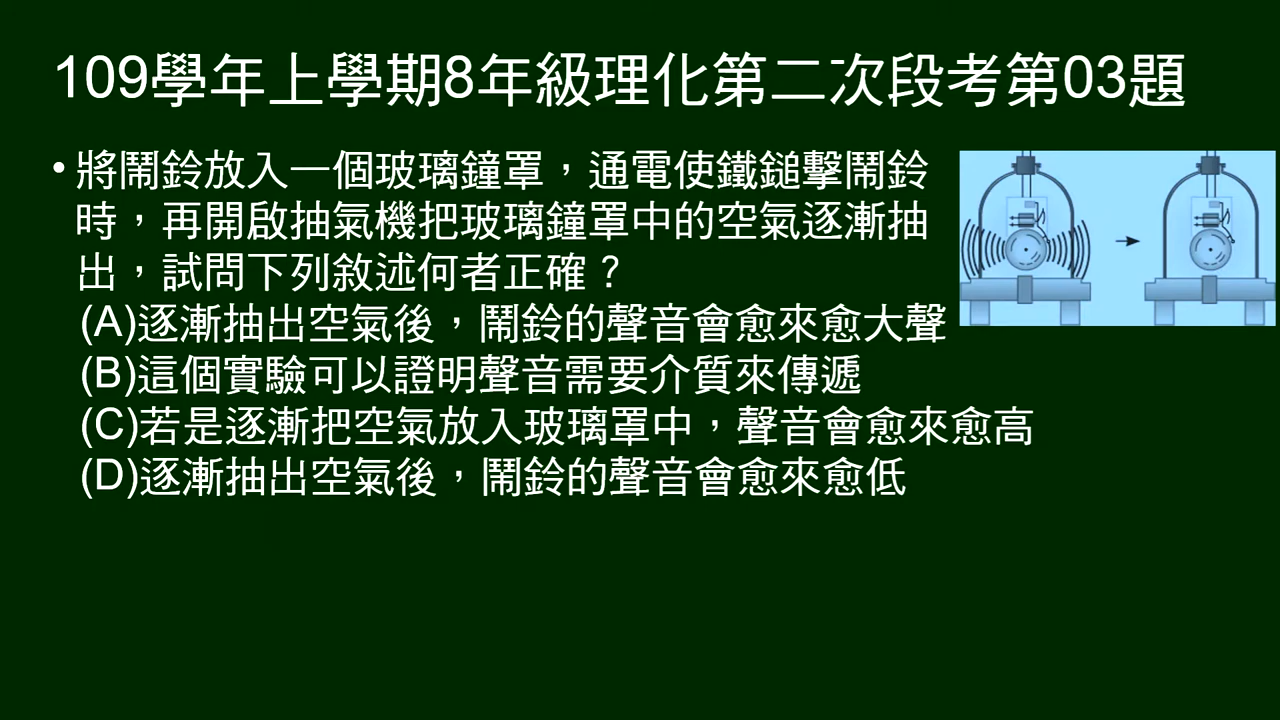 109學年上學期8年級理化第二次段考第03題
•將鬧鈴放入一個玻璃鐘罩，通電使鐵鎚擊鬧鈴
時，再開啟抽氣機把玻璃鐘罩中的空氣逐漸抽
出，試問下列敘述何者正確？
(A)逐漸抽出空氣後，鬧鈴的聲音會愈來愈大聲
(B)這個實驗可以證明聲音需要介質來傳遞
(C)若是逐漸把空氣放入玻璃罩中，聲音會愈來愈高
(D)逐漸抽出空氣後，鬧鈴的聲音會愈來愈低